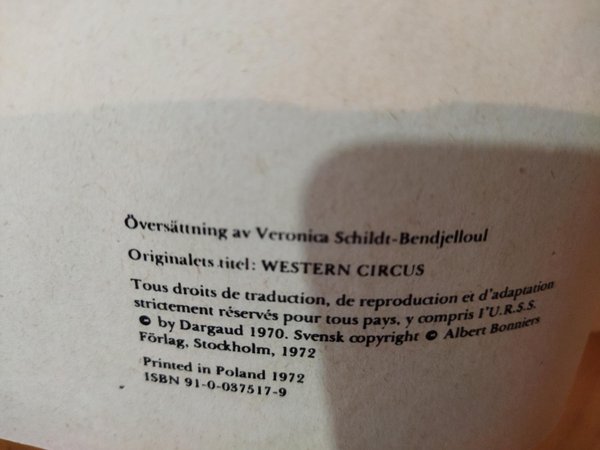 Översättning av Veronica Schildt-Bendjelloul
Originalets titel: WESTERN CIRCUS
Tous droits de traduction, de reproduction et d'adaptation
strictement réservés pour tous pays, y compris l'U.R.S.S.
© by Dargaud 1970. Svensk copyright © Albert Bonniers
Förlag, Stockholm, 1972
Printed in Poland 1972
ISBN 91-0-037517-9